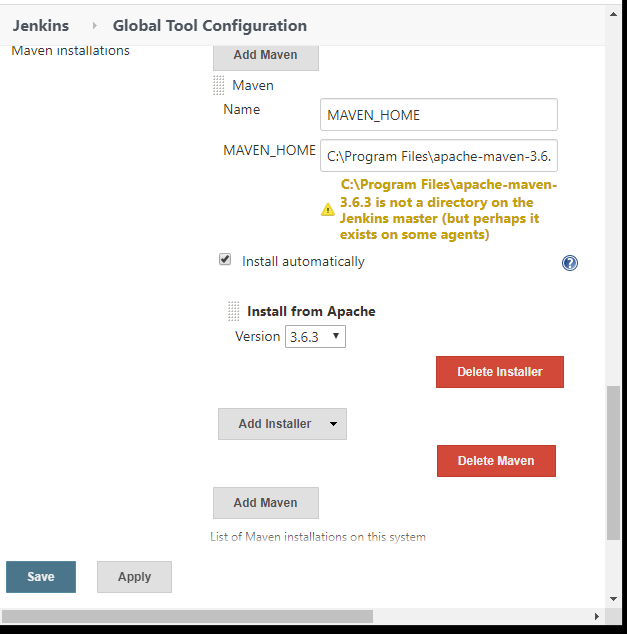 Jenkins Global Tool Configuration
Maven installations
Add Maven
Maven
Name
MAVEN_HOME
MAVEN_HOME
C:\Program Files\apache-maven-3.6.
C:\Program Files\apache-maven-
3.6.3 is not a directory on the
Jenkins master (but perhaps it
exists on some agents)
Install automatically
?
Install from Apache
Version 3.6.3
Delete Installer
Add Installer
Delete Maven
Add Maven
List of Maven installations on this system
Save Apply